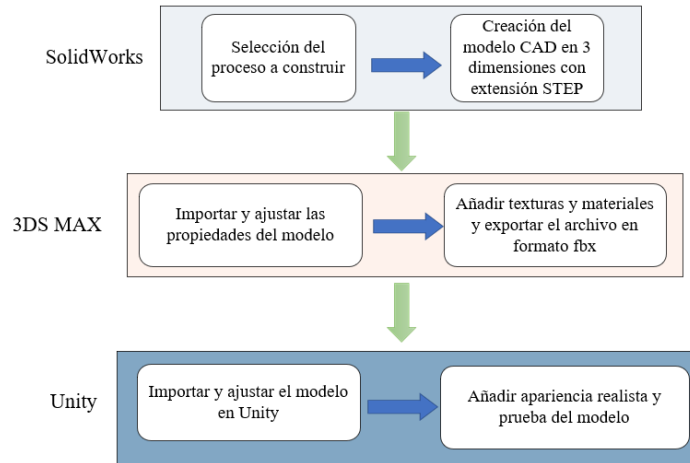 SolidWorks
Selección del
proceso a construir
Creación del
modelo CAD en 3
dimensiones con
extensión STEP
3DS MAX
Importar y ajustar las
propiedades del modelo
Añadir texturas y materiales
y exportar el archivo en
formato fbx
Unity
Importar y ajustar el modelo
en Unity
Añadir apariencia realista y
prueba del modelo